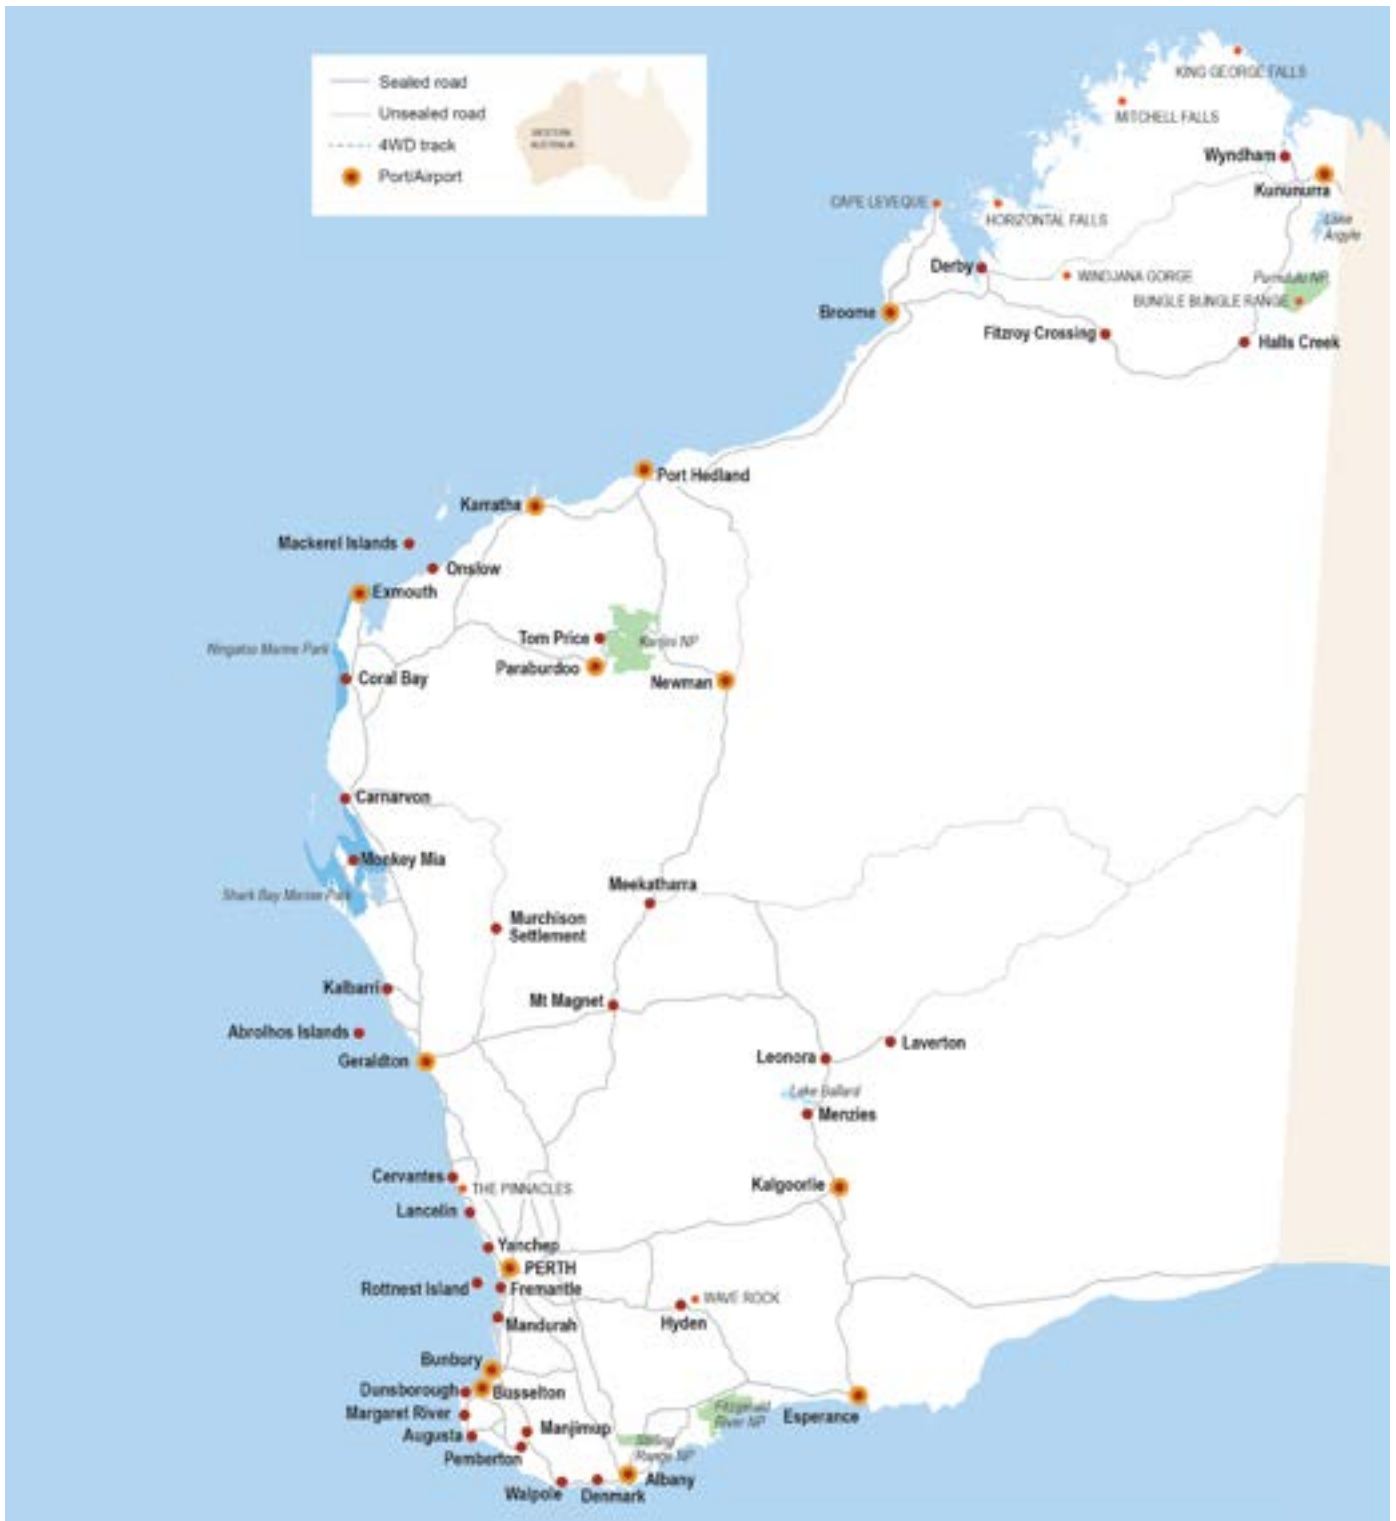 Sealed road
Unsealed road
4WD track
Port/Airport
WESTERN
AUSTRALIA
KING GEORGE FALLS
MITCHELL FALLS
Wyndham
Kununurra
CAPE LEVEQUE
HORIZONTAL FALLS
Lake
Argyle
Derby
WINDJANA GORGE
Purnululu NP
BUNGLE BUNGLE RANGE
Broome
Fitzroy Crossing
Halls Creek
Port Hedland
Karratha
Mackerel Islands
Onslow
Exmouth
Tom Price
Karijini NP
Ningaloo Marine Park
Paraburdoo
Coral Bay
Newman
Carnarvon
Monkey Mia
Meekatharra
Shark Bay Marine Park
Murchison
Settlement
Kalbarri
Mt Magnet
Abrolhos Islands
Laverton
Geraldton
Leonora
Lake Ballard
Menzies
Cervantes
THE PINNACLES
Kalgoorlie
Lancelin
Yanchep
PERTH
Rottnest Island
Fremantle
WAVE ROCK
Hyden
Mandurah
Bunbury
Dunsborough
Busselton
Margaret River
Fitzgerald
River NP
Esperance
Augusta
Manjimup
Stirling
Range NP
Pemberton
Albany
Walpole
Denmark